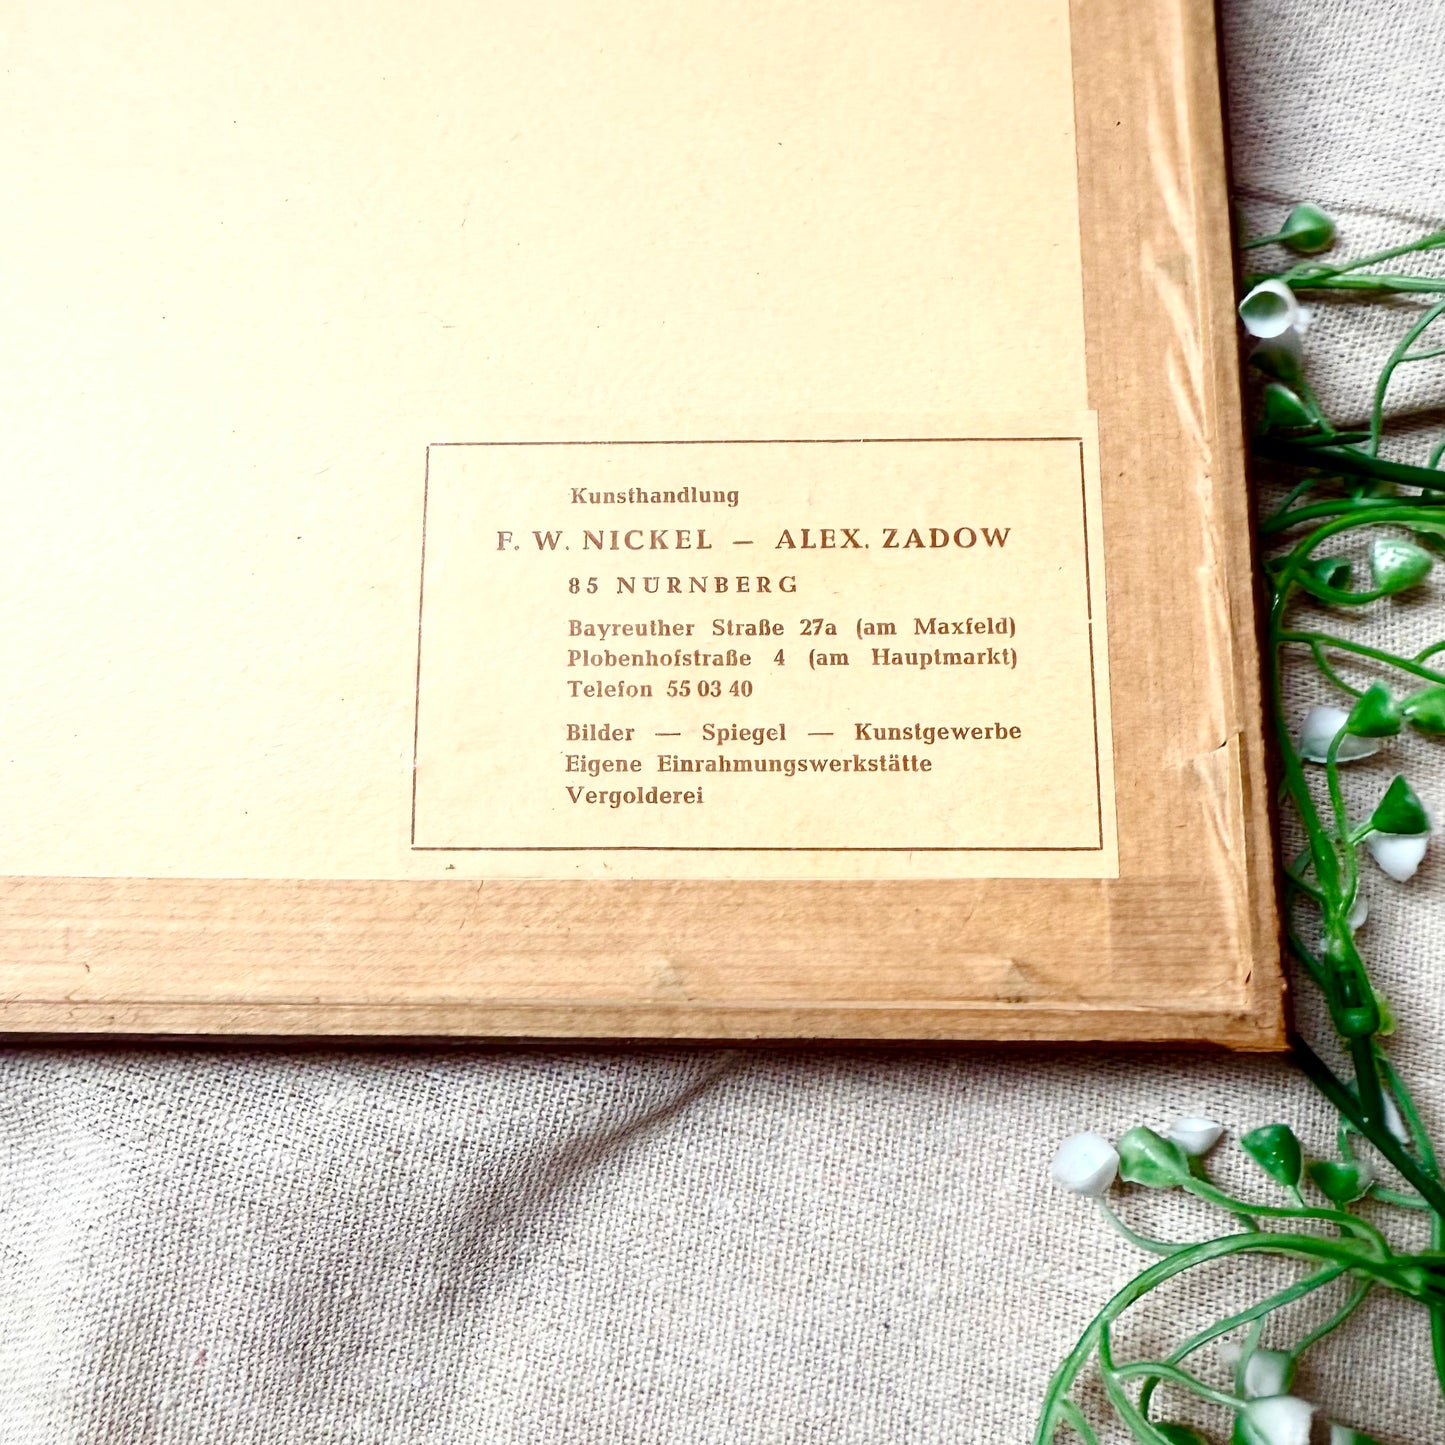 Kunsthandlung
F. W. NICKEL — ALEX. ZADOW
85 NÜRNBERG
Bayreuther Straße 27a (am Maxfeld)
Plobenhofstraße 4 (am Hauptmarkt)
Telefon 55 03 40
Bilder — Spiegel — Kunstgewerbe
Eigene Einrahmungswerkstätte
Vergolderei